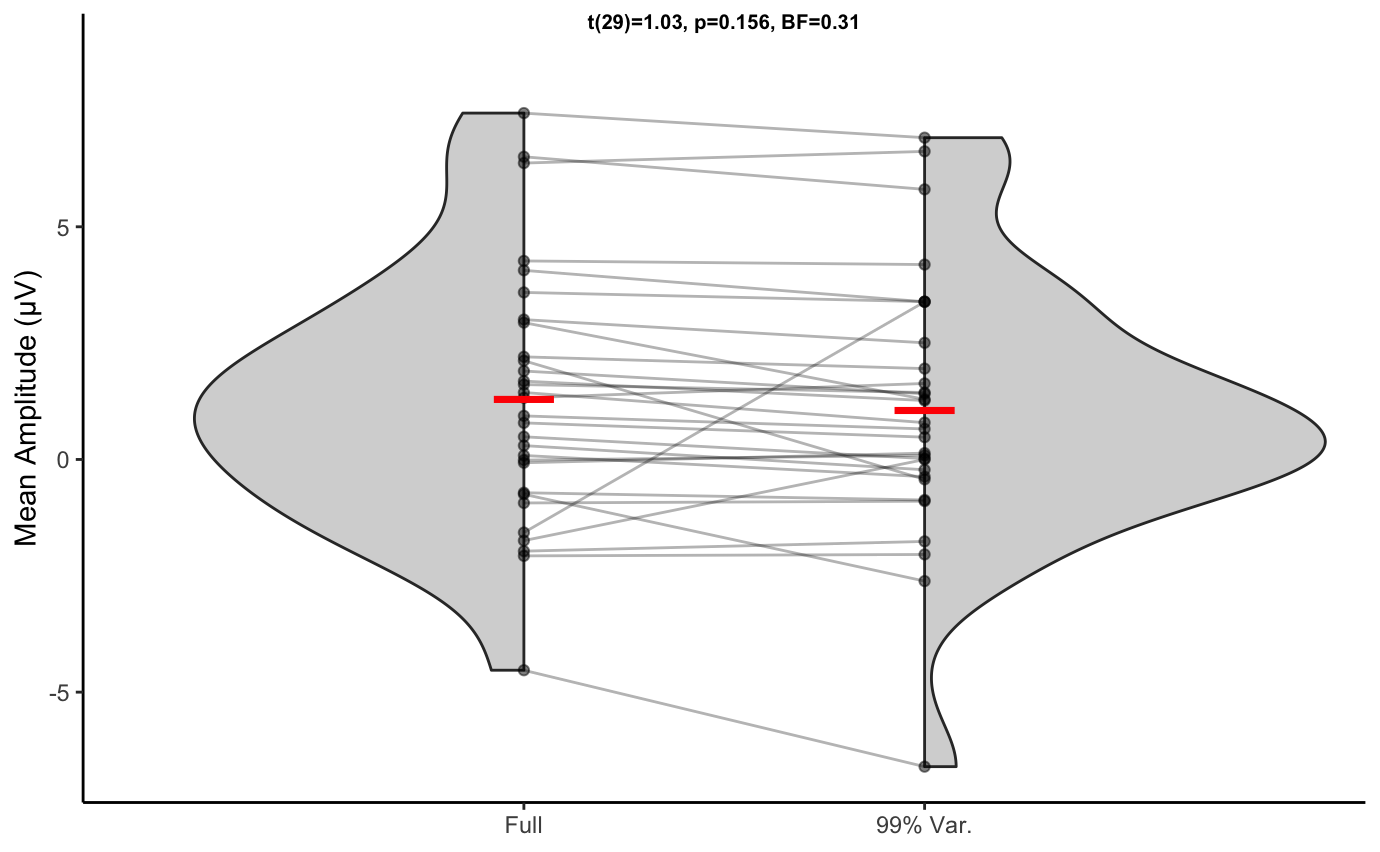 t(29)=1.03, p=0.156, BF=0.31
Mean Amplitude (µV)
5
0
-5
Full
99% Var.